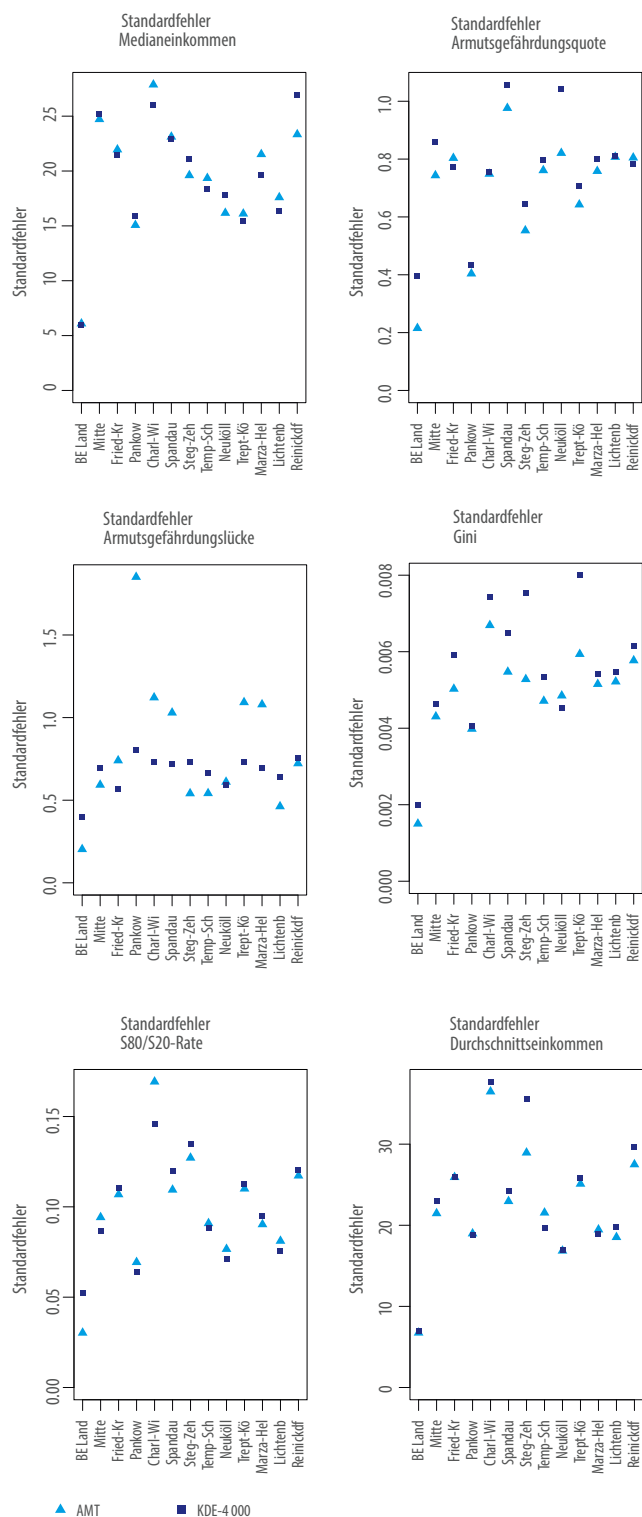 Standardfehler
Medianeinkommen
Standardfehler
25
20
15
10
5
0
BE Land
Mitte
Fried-Kr
Pankow
Charl-Wi
Spandau
Steg-Zeh
Temp-Sch
Neuköll
Trept-Kö
Marza-Hel
Lichtenb
Reinickdf
Standardfehler
Armutsgefährdungsquote
Standardfehler
1.0
0.8
0.6
0.4
0.2
0.0
BE Land
Mitte
Fried-Kr
Pankow
Charl-Wi
Spandau
Steg-Zeh
Temp-Sch
Neuköll
Trept-Kö
Marza-Hel
Lichtenb
Reinickdf
Standardfehler
Armutsgefährdungslücke
Standardfehler
1.5
1.0
0.5
0.0
BE Land
Mitte
Fried-Kr
Pankow
Charl-Wi
Spandau
Steg-Zeh
Temp-Sch
Neuköll
Trept-Kö
Marza-Hel
Lichtenb
Reinickdf
Standardfehler
Gini
Standardfehler
0.008
0.006
0.004
0.002
0.000
BE Land
Mitte
Fried-Kr
Pankow
Charl-Wi
Spandau
Steg-Zeh
Temp-Sch
Neuköll
Trept-Kö
Marza-Hel
Lichtenb
Reinickdf
Standardfehler
S80/S20-Rate
Standardfehler
0.15
0.10
0.05
0.00
BE Land
Mitte
Fried-Kr
Pankow
Charl-Wi
Spandau
Steg-Zeh
Temp-Sch
Neuköll
Trept-Kö
Marza-Hel
Lichtenb
Reinickdf
Standardfehler
Durchschnittseinkommen
Standardfehler
30
20
10
0
BE Land
Mitte
Fried-Kr
Pankow
Charl-Wi
Spandau
Steg-Zeh
Temp-Sch
Neuköll
Trept-Kö
Marza-Hel
Lichtenb
Reinickdf
AMT
KDE-4 000